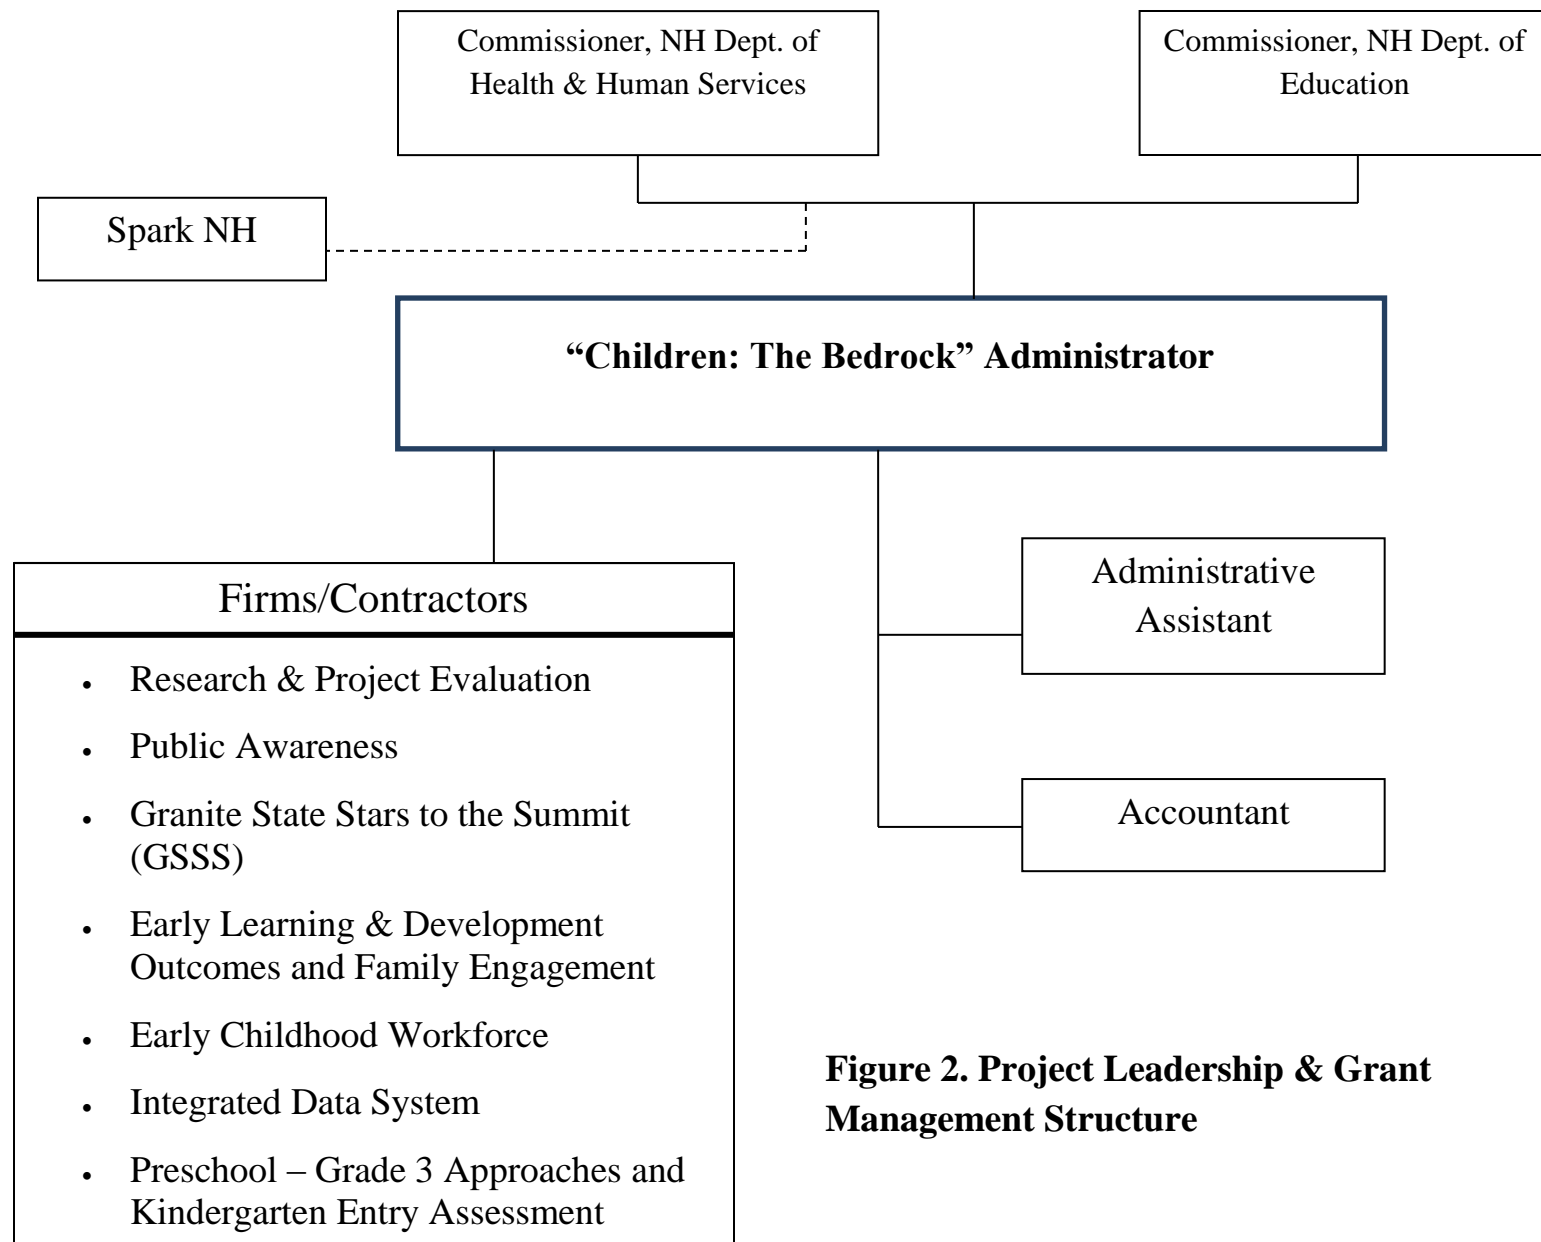 Commissioner, NH Dept. of
Health & Human Services
Commissioner, NH Dept. of
Education
Spark NH
“Children: The Bedrock” Administrator
Firms/Contractors
• Research & Project Evaluation
• Public Awareness
• Granite State Stars to the Summit
(GSSS)
• Early Learning & Development
Outcomes and Family Engagement
• Early Childhood Workforce
• Integrated Data System
• Preschool – Grade 3 Approaches and
Kindergarten Entry Assessment
Administrative
Assistant
Accountant
Figure 2. Project Leadership & Grant
Management Structure